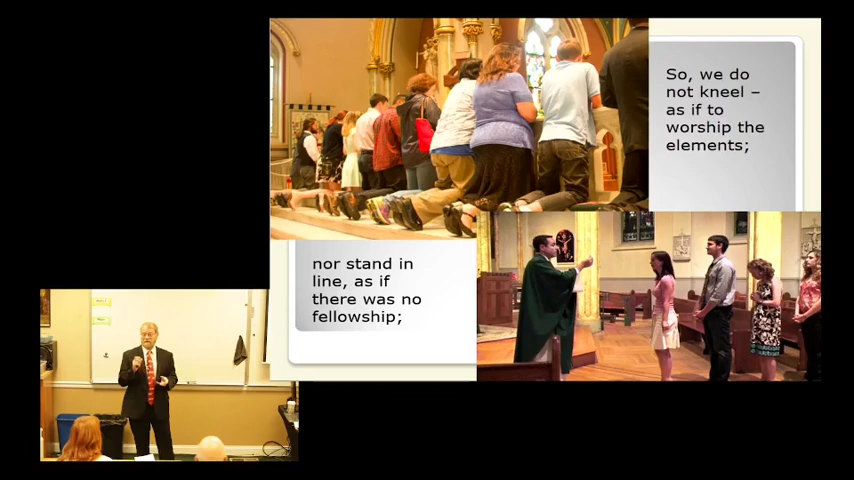 So, we do
not kneel –
as if to
worship the
elements;
nor stand in
line, as if
there was no
fellowship;